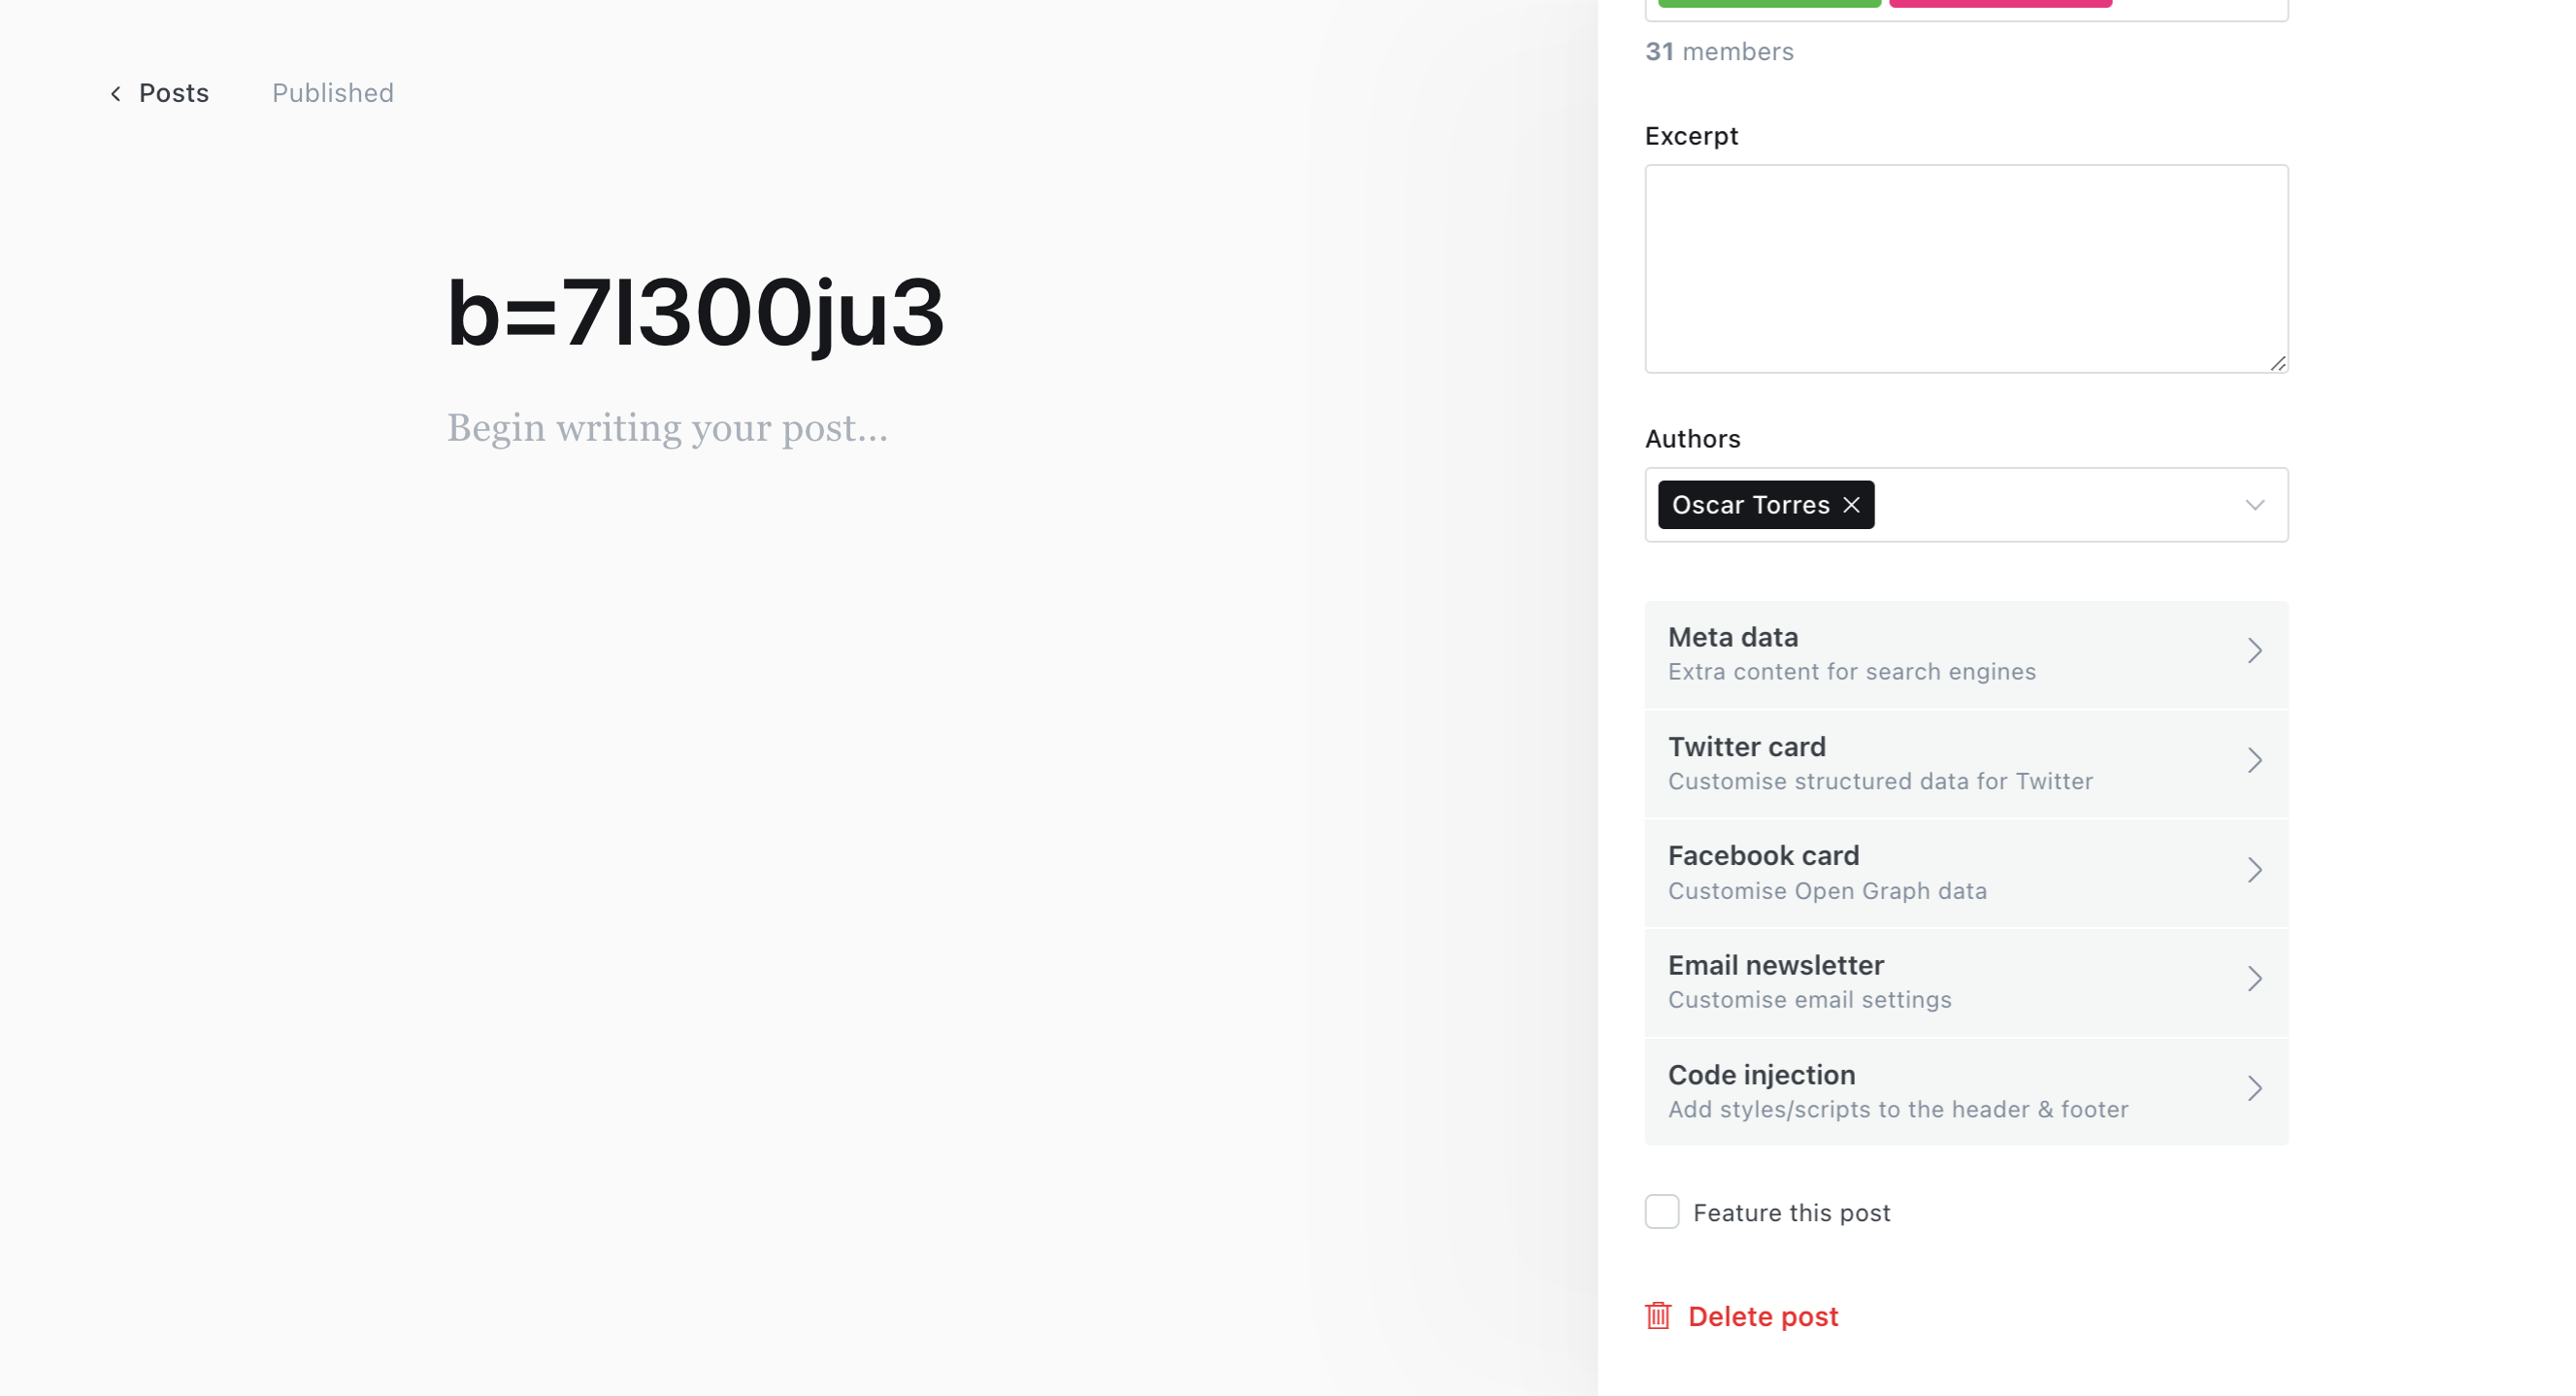 Posts
Published
b=7l300ju3
Begin writing your post...
31 members
Excerpt
Authors
Oscar Torres
Meta data
Extra content for search engines
Twitter card
Customise structured data for Twitter
Facebook card
Customise Open Graph data
Email newsletter
Customise email settings
Code injection
Add styles/scripts to the header & footer
Feature this post
Delete post